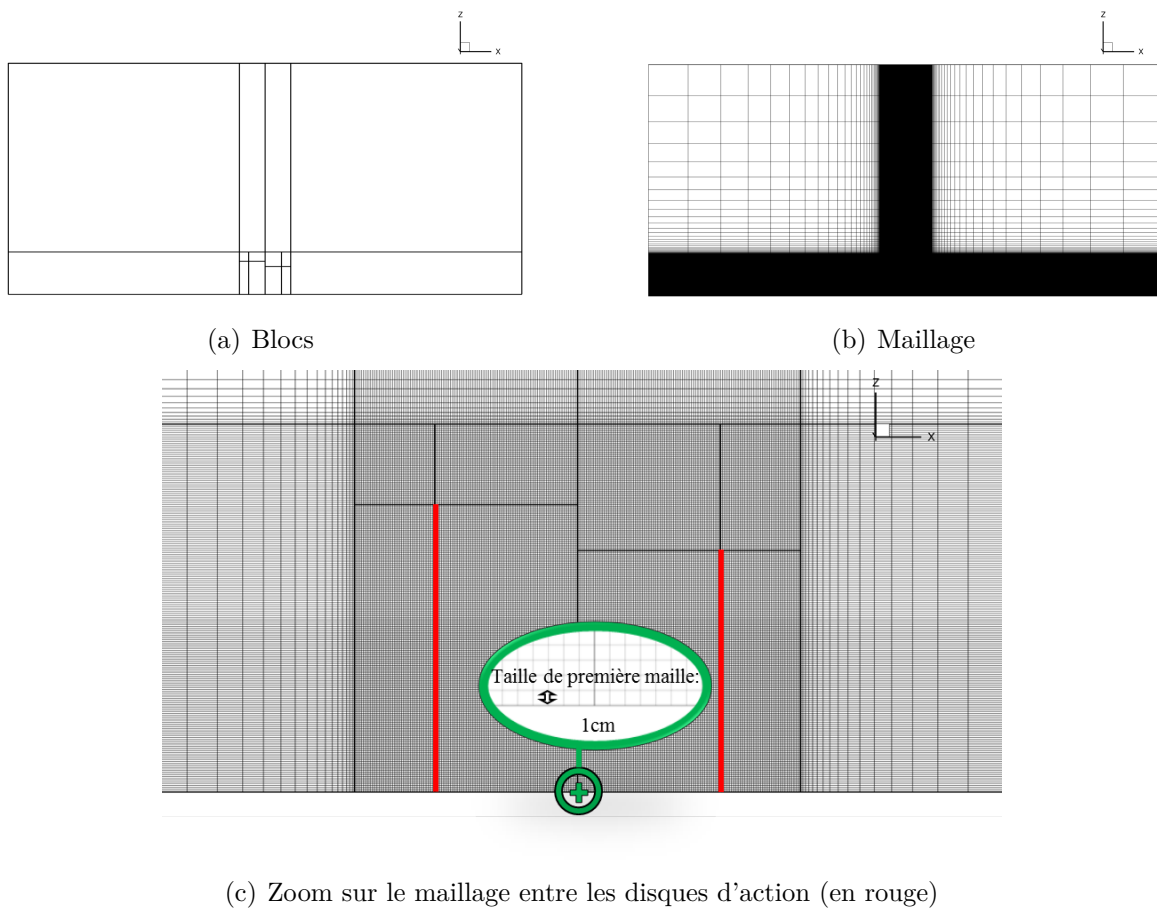 z
x
z
x
(a) Blocs
(b) Maillage
z
x
Taille de première maille:
1cm
(c) Zoom sur le maillage entre les disques d'action (en rouge)